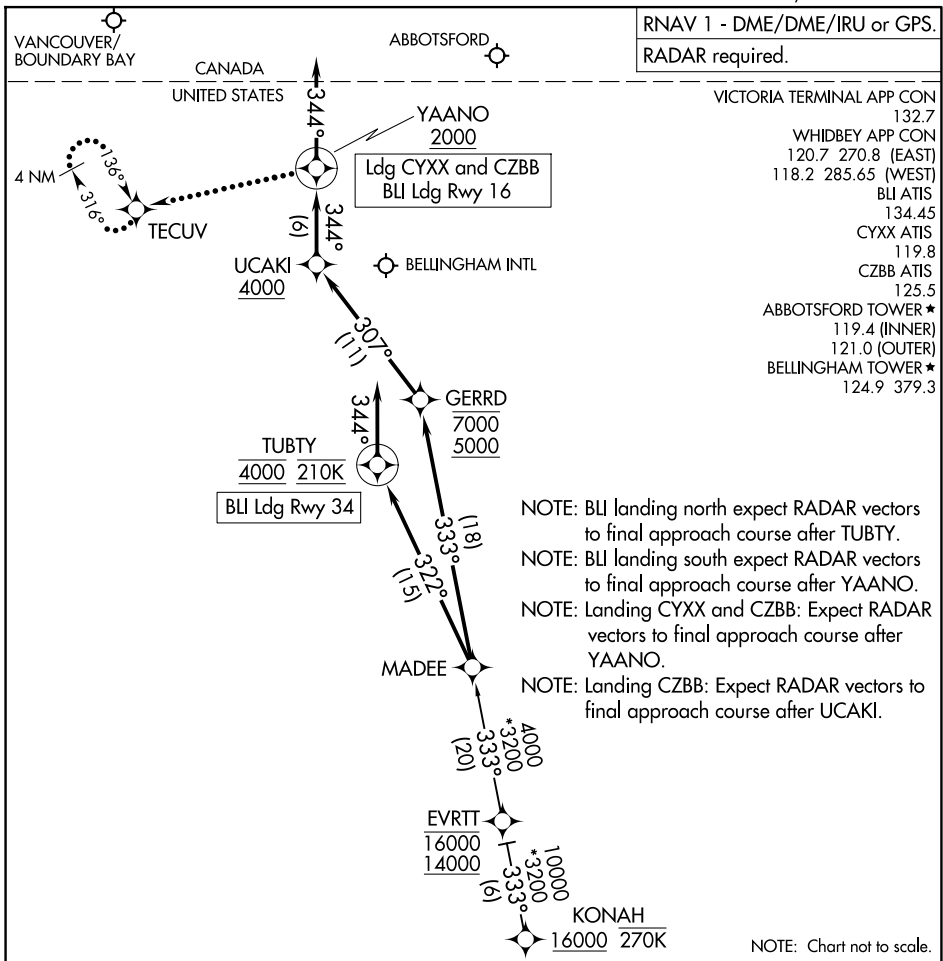 RNAV 1 - DME/DME/IRU or GPS.
RADAR required.
VANCOUVER/
BOUNDARY BAY
ABBOTSFORD
CANADA
UNITED STATES
VICTORIA TERMINAL APP CON
132.7
WHIDBEY APP CON
120.7 270.8 (EAST)
118.2 285.65 (WEST)
BLI ATIS
134.45
CYXX ATIS
119.8
CZBB ATIS
125.5
ABBOTSFORD TOWER ★
119.4 (INNER)
121.0 (OUTER)
BELLINGHAM TOWER ★
124.9 379.3
344°
YAANO
2000
Ldg CYXX and CZBB
BLI Ldg Rwy 16
4 NM
136°
316°
TECUV
344°
(6)
UCAKI
4000
BELLINGHAM INTL
307°
(11)
GERRD
7000
5000
344°
TUBTY
4000 210K
BLI Ldg Rwy 34
(18)
333°
322°
(15)
NOTE: BLI landing north expect RADAR vectors
to final approach course after TUBTY.
NOTE: BLI landing south expect RADAR vectors
to final approach course after YAANO.
NOTE: Landing CYXX and CZBB: Expect RADAR
vectors to final approach course after
YAANO.
NOTE: Landing CZBB: Expect RADAR vectors to
final approach course after UCAKI.
MADEE
4000
*3200
333°
(20)
EVRTT
16000
14000
10000
*3200
333°
(6)
KONAH
16000 270K
NOTE: Chart not to scale.